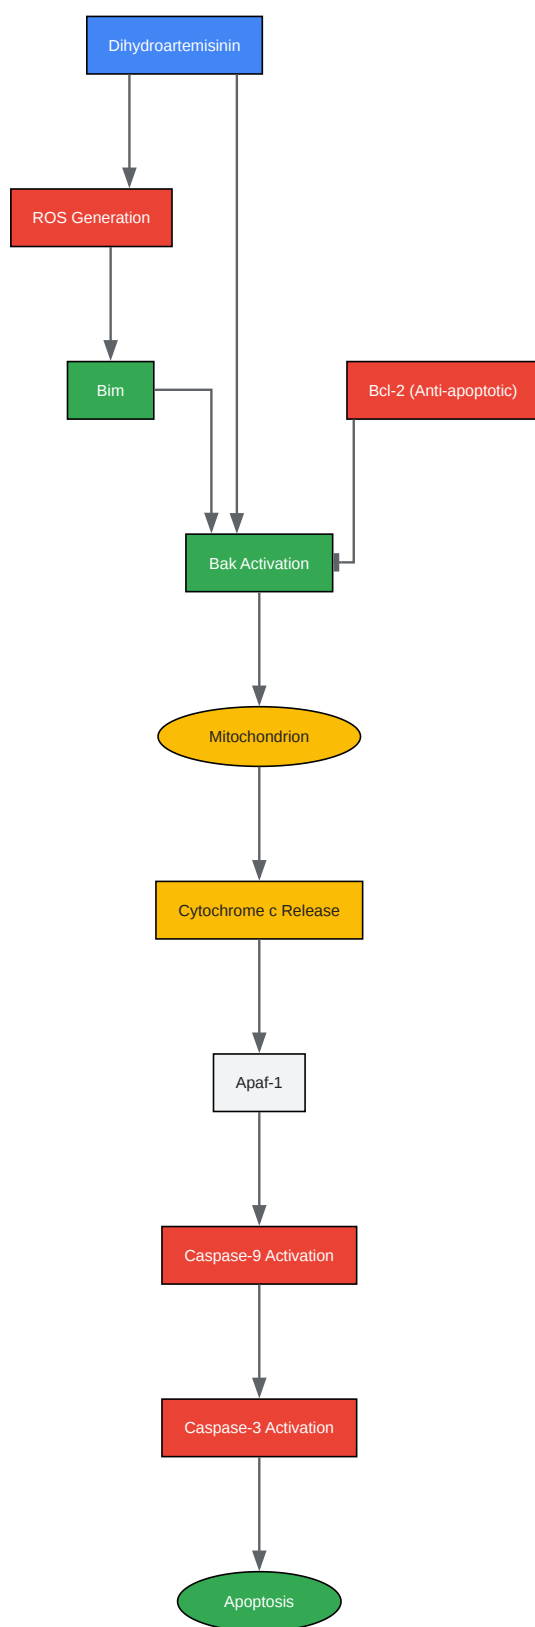 Dihydroartemisinin
ROS Generation
Bim
Bcl-2 (Anti-apoptotic)
Bak Activation
Mitochondrion
Cytochrome c Release
Apaf-1
Caspase-9 Activation
Caspase-3 Activation
Apoptosis